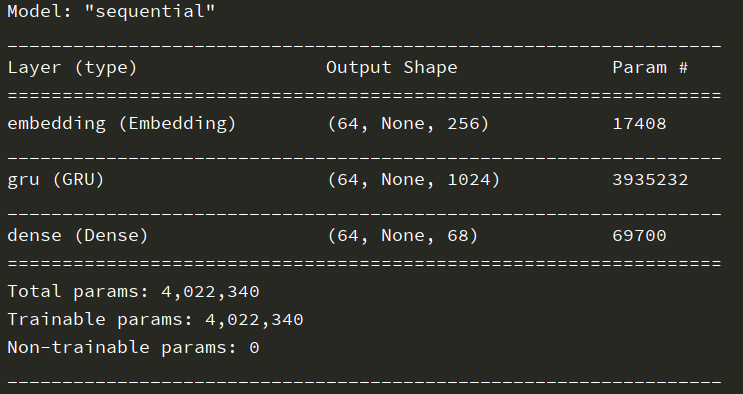 Model: "sequential"
_________________________________________________________________
Layer (type)                 Output Shape              Param #
=================================================================
embedding (Embedding)        (64, None, 256)           17408
_________________________________________________________________
gru (GRU)                    (64, None, 1024)          3935232
_________________________________________________________________
dense (Dense)                (64, None, 68)            69700
=================================================================
Total params: 4,022,340
Trainable params: 4,022,340
Non-trainable params: 0
_________________________________________________________________